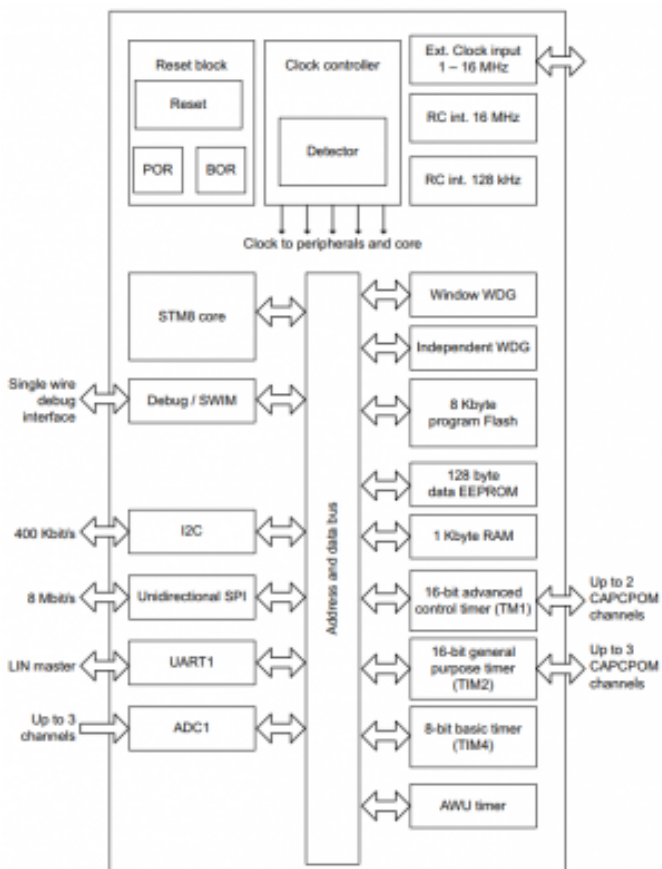 Reset block
Reset
POR
BOR
Clock controller
Detector
Ext. Clock input
1 – 16 MHz
RC int. 16 MHz
RC int. 128 kHz
Clock to peripherals and core
STM8 core
Window WDG
Independent WDG
Single wire
debug
interface
Debug / SWIM
8 Kbyte
program Flash
128 byte
data EEPROM
400 Kbit/s
I2C
1 Kbyte RAM
Address and data bus
8 Mbit/s
Unidirectional SPI
16-bit advanced
control timer (TM1)
Up to 2
CAPCPOM
channels
LIN master
UART1
16-bit general
purpose timer
(TIM2)
Up to 3
CAPCPOM
channels
Up to 3
channels
ADC1
8-bit basic timer
(TIM4)
AWU timer